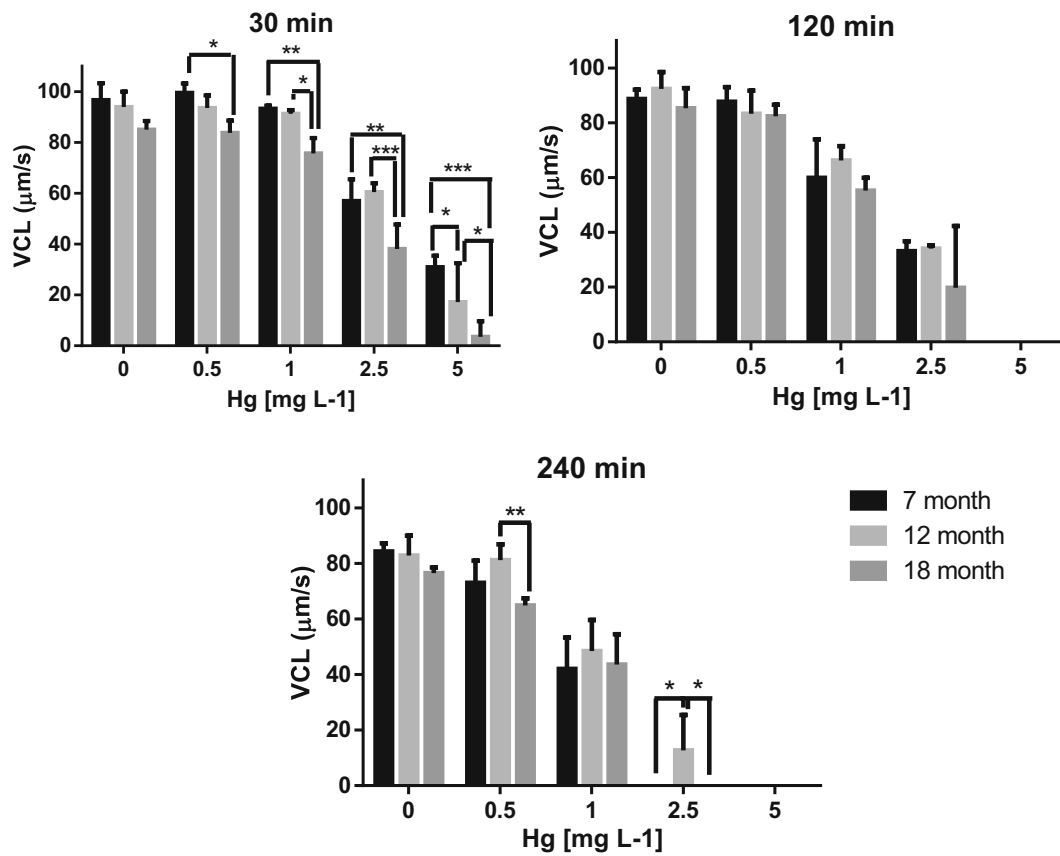 30 min
VCL (μm/s)
100
80
60
40
20
0
* ** * ** *** *** * *
0 0.5 1 2.5 5
Hg [mg L-1]
120 min
VCL (μm/s)
100
80
60
40
20
0
0 0.5 1 2.5 5
Hg [mg L-1]
240 min
VCL (μm/s)
100
80
60
40
20
0
** * *
0 0.5 1 2.5 5
Hg [mg L-1]
7 month
12 month
18 month